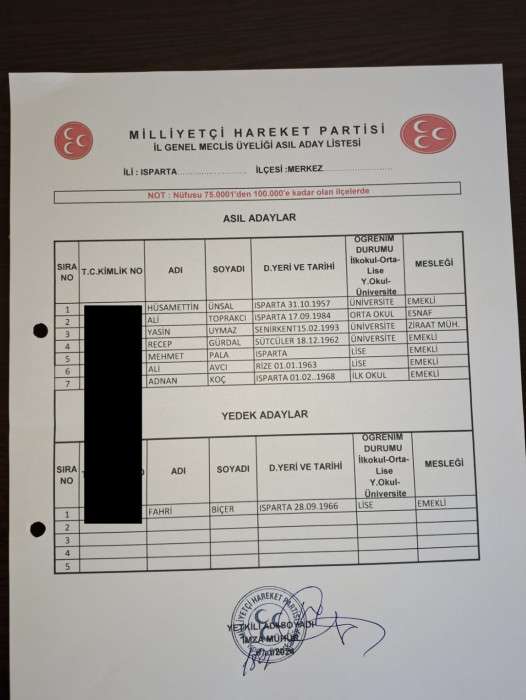 MİLLİYETÇİ HAREKET PARTİSİ
İL GENEL MECLİS ÜYELİĞİ ASIL ADAY LİSTESİ
İLİ : ISPARTA........................ İLÇESİ :MERKEZ........................
NOT : Nüfusu 75.0001'den 100.000'e kadar olan ilçelerde
ASIL ADAYLAR
SIRA NO T.C.KİMLİK NO ADI SOYADI D.YERİ VE TARİHİ ÖĞRENİM DURUMU İlkokul-Orta-Lise Y.Okul-Üniversite MESLEĞİ
1 HÜSAMETTİN ÜNSAL ISPARTA 31.10.1957 ÜNİVERSİTE EMEKLİ
2 ALİ TOPRAKCI ISPARTA 17.09.1984 ORTA OKUL ESNAF
3 YASİN UYMAZ SENİRKENT15.02.1993 ÜNİVERSİTE ZİRAAT MÜH.
4 RECEP GÜRDAL SÜTCÜLER 18.12.1962 ÜNİVERSİTE EMEKLİ
5 MEHMET PALA ISPARTA LİSE EMEKLİ
6 ALİ AVCI RİZE 01.01.1963 LİSE EMEKLİ
7 ADNAN KOÇ ISPARTA 01.02..1968 İLK OKUL EMEKLİ
YEDEK ADAYLAR
SIRA NO ADI SOYADI D.YERİ VE TARİHİ ÖĞRENİM DURUMU İlkokul-Orta-Lise Y.Okul-Üniversite MESLEĞİ
1 FAHRİ BİÇER ISPARTA 28.09.1966 LİSE EMEKLİ
2
3
4
5
MİLLİYETÇİ HAREKET PARTİSİ
YETKİLİ ADI SOYADI
İMZA MÜHÜR